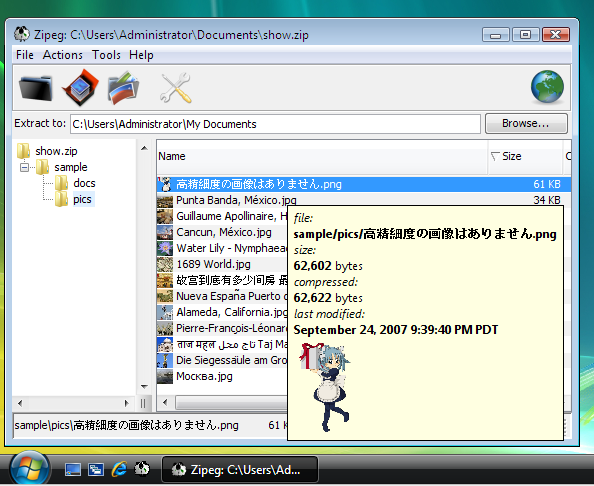 Zipeg: C:\Users\Administrator\Documents\show.zip
File Actions Tools Help
Extract to: C:\Users\Administrator\My Documents Browse...
show.zip
sample
docs
pics
Name Size
高精細度の画像はありません.png 61 KB
Punta Banda, México.jpg 34 KB
Guillaume Apollinaire, H
Cancun, México.jpg
Water Lily - Nymphaea
1689 World.jpg
故宫到底有多少间房 最
Nueva España Puerto d
Alameda, California.jpg
Pierre-François-Léonard
ताज महल تاج محل Taj Ma
Die Siegessäule am Gro
Москва.jpg
file:
sample/pics/高精細度の画像はありません.png
size:
62,602 bytes
compressed:
62,622 bytes
last modified:
September 24, 2007 9:39:40 PM PDT
sample\pics\高精細度の画像はありません.png 61 K
Zipeg: C:\Users\Ad...